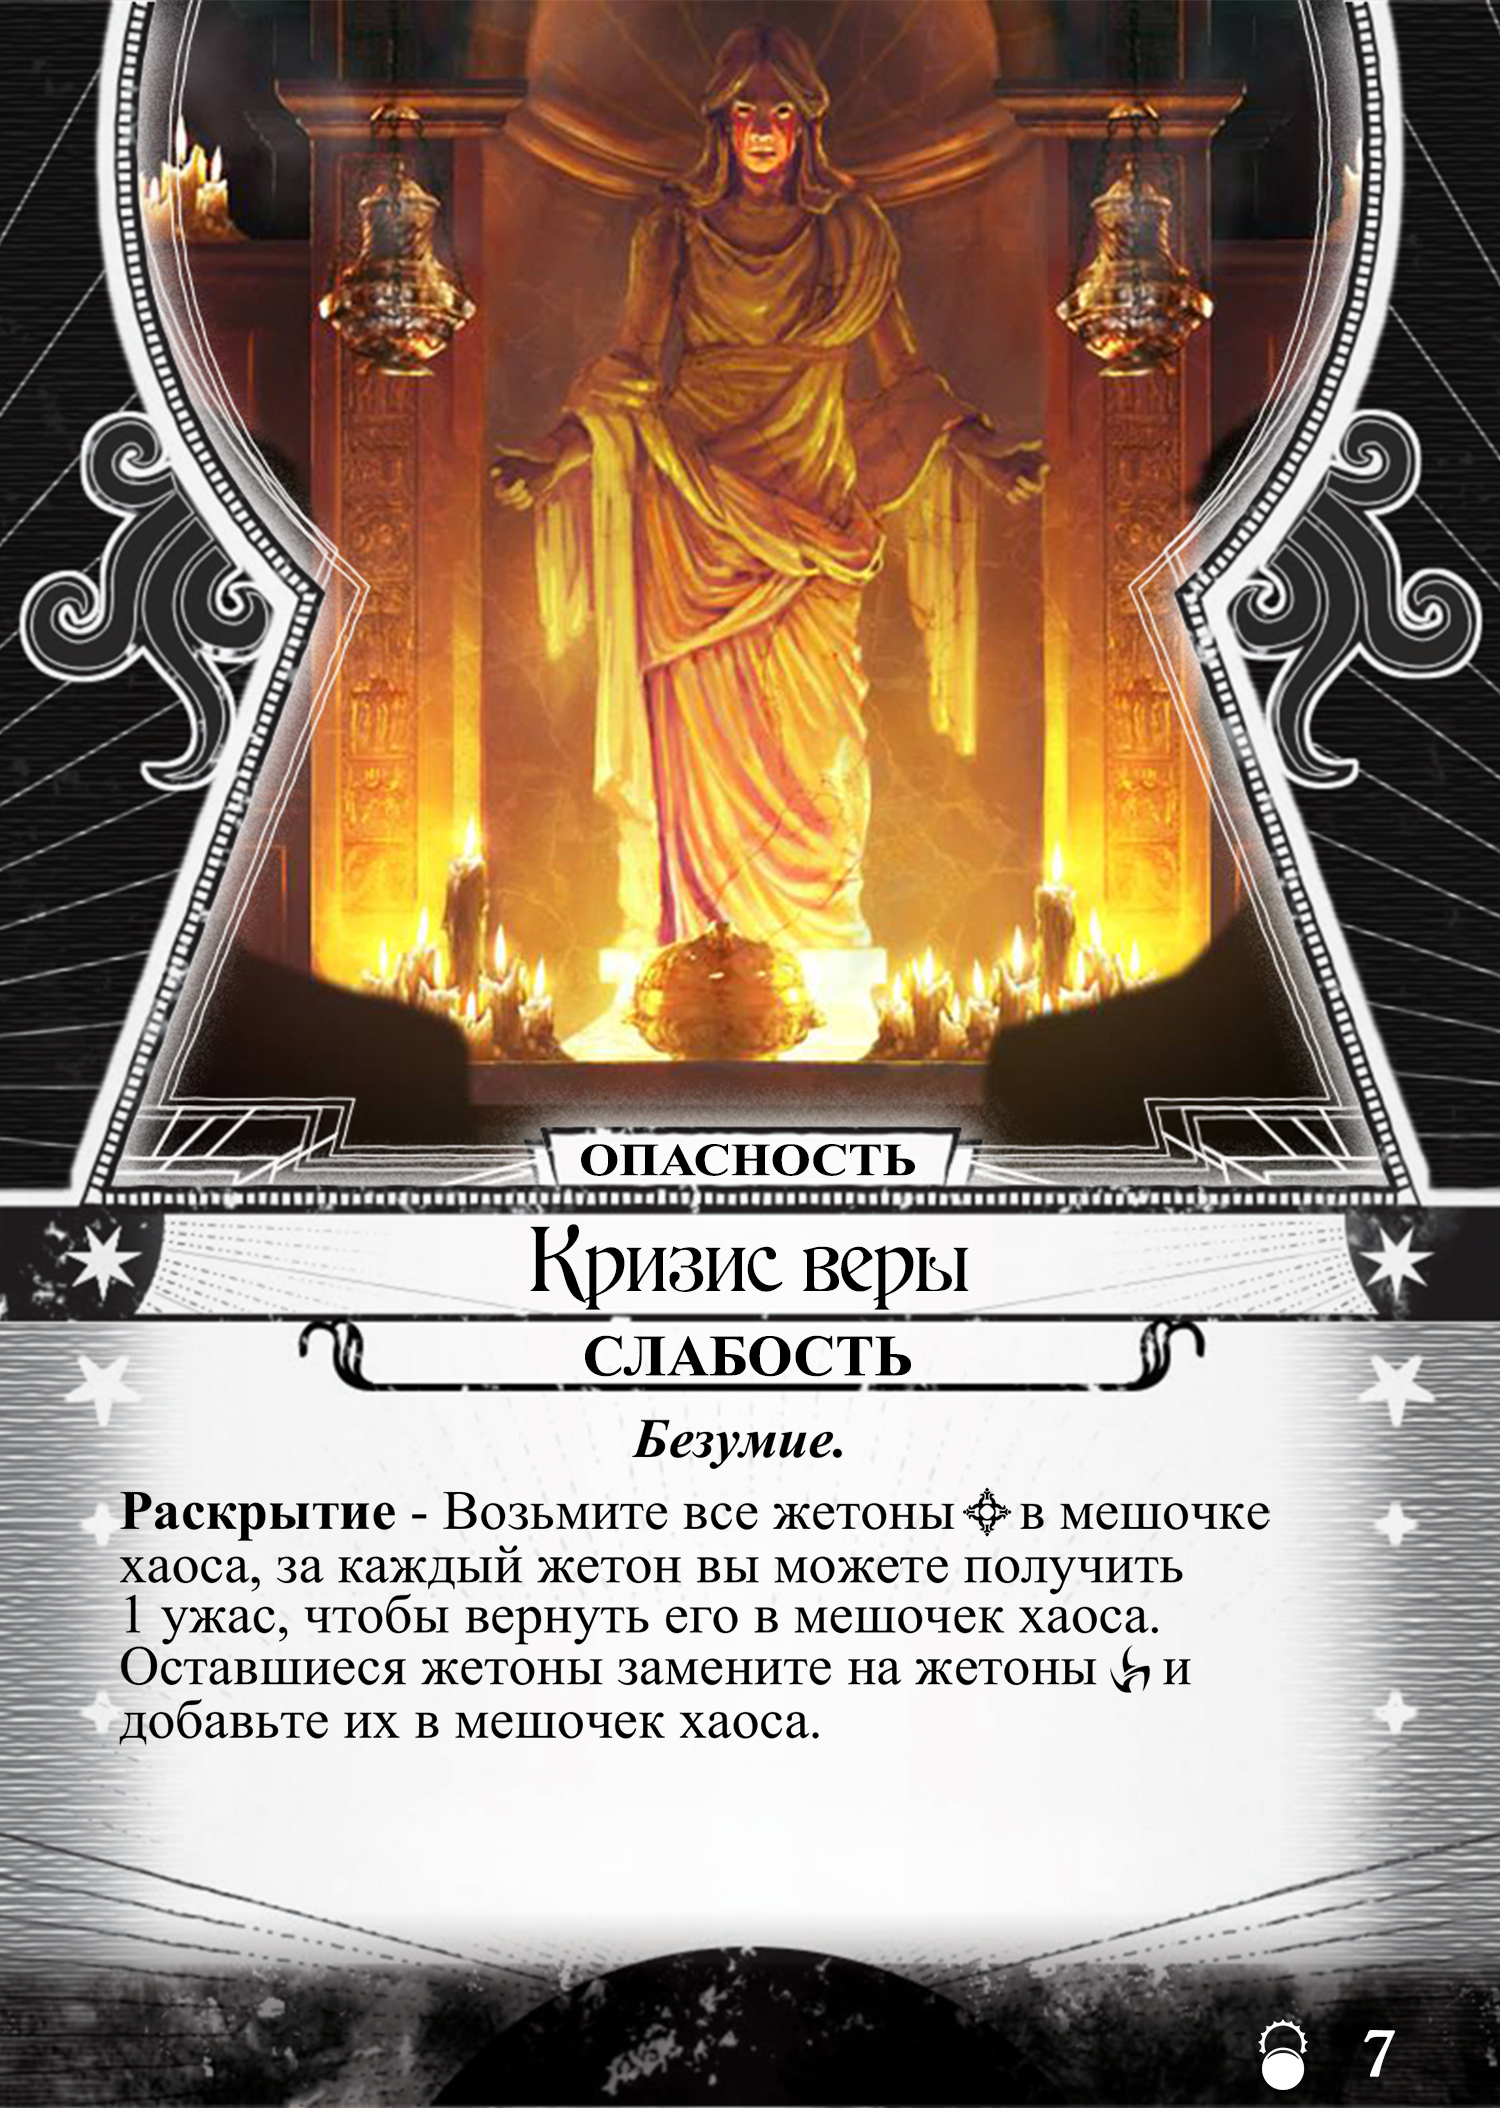 ОПАСНОСТЬ
Кризис веры
СЛАБОСТЬ
Безумие.
Раскрытие - Возьмите все жетоны в мешочке
хаоса, за каждый жетон вы можете получить
1 ужас, чтобы вернуть его в мешочек хаоса.
Оставшиеся жетоны замените на жетоны и
добавьте их в мешочек хаоса.
7